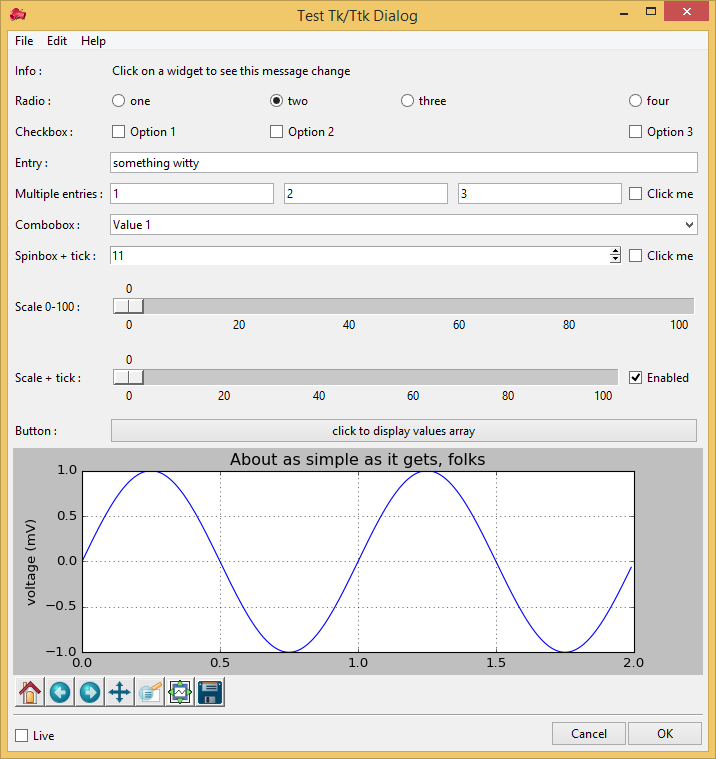 Test Tk/Ttk Dialog
File Edit Help
Info : Click on a widget to see this message change
Radio : one two three four
Checkbox : Option 1 Option 2 Option 3
Entry : something witty
Multiple entries : 1 2 3 Click me
Combobox : Value 1
Spinbox + tick : 11 Click me
0
Scale 0-100 :
0 20 40 60 80 100
0
Scale + tick : Enabled
0 20 40 60 80 100
Button : click to display values array
About as simple as it gets, folks
1.0
0.5
0.0
−0.5
−1.0
voltage (mV)
0.0 0.5 1.0 1.5 2.0
Live Cancel OK